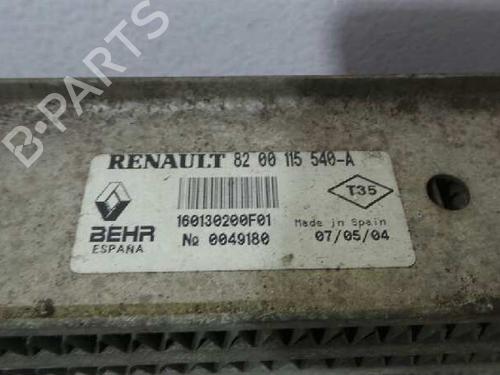 RENAULT 82 00 115 540-A
T35
160130200F01
Made in Spain
BEHR
ESPAÑA
No 0049180
07/05/04
B-PARTS